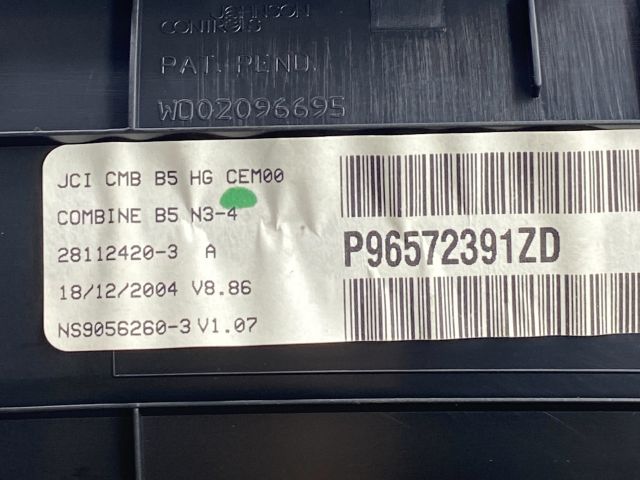 JOHNSON
CONTROLS
PAT. PEND.
WD02096695
JCI CMB B5 HG CEM00
COMBINE B5 N3-4
28112420-3 A
18/12/2004 V8.86
NS9056260-3 V1.07
P96572391ZD